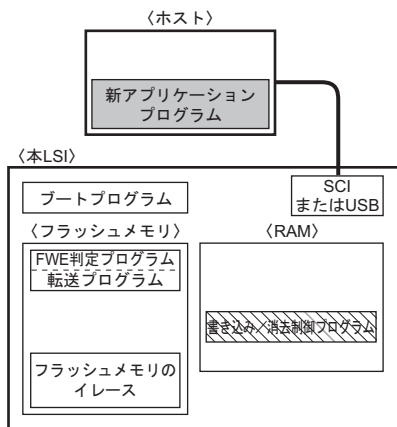 〈ホスト〉
新アプリケーション
プログラム
〈本LSI〉
ブートプログラム
SCI
またはUSB
〈フラッシュメモリ〉
〈RAM〉
FWE判定プログラム
転送プログラム
書き込み／消去制御プログラム
フラッシュメモリの
イレース